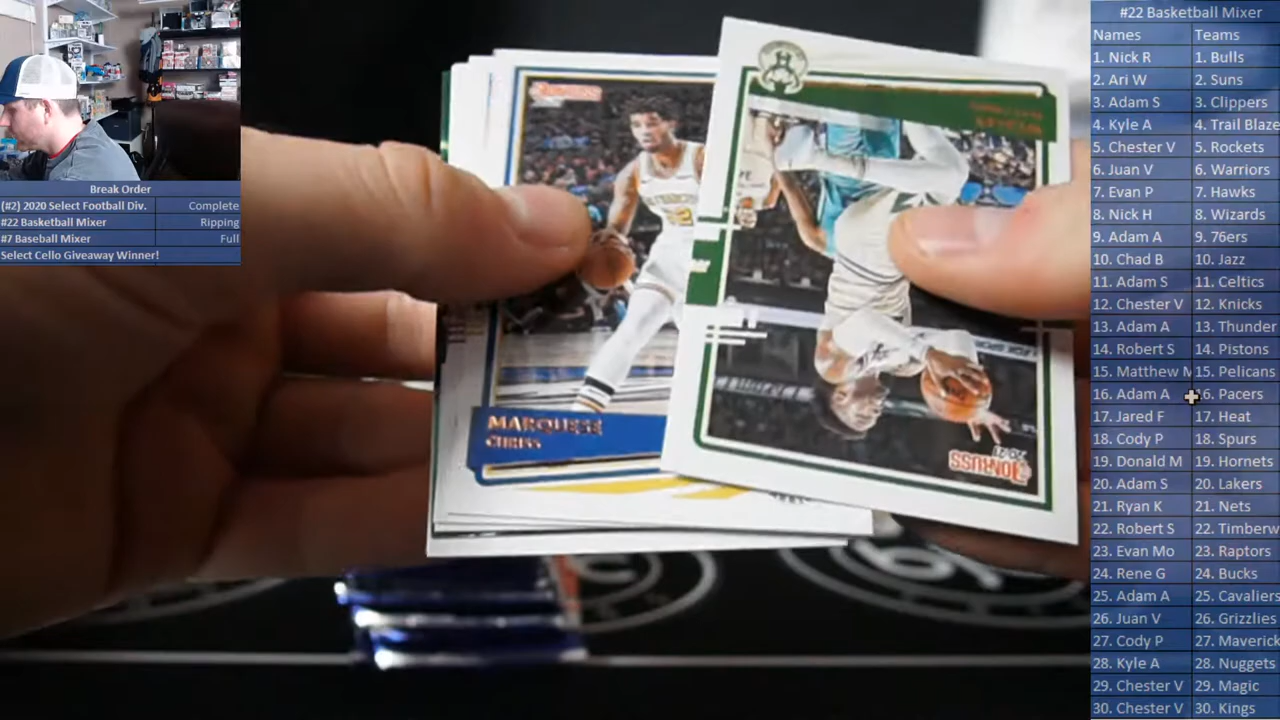 #22 Basketball Mixer
Names Teams
1. Nick R 1. Bulls
2. Ari W 2. Suns
3. Adam S 3. Clippers
4. Kyle A 4. Trail Blaze
5. Chester V 5. Rockets
6. Juan V 6. Warriors
7. Evan P 7. Hawks
8. Nick H 8. Wizards
9. Adam A 9. 76ers
10. Chad B 10. Jazz
11. Adam S 11. Celtics
12. Chester V 12. Knicks
13. Adam A 13. Thunder
14. Robert S 14. Pistons
15. Matthew M 15. Pelicans
16. Adam A 16. Pacers
17. Jared F 17. Heat
18. Cody P 18. Spurs
19. Donald M 19. Hornets
20. Adam S 20. Lakers
21. Ryan K 21. Nets
22. Robert S 22. Timberw
23. Evan Mo 23. Raptors
24. Rene G 24. Bucks
25. Adam A 25. Cavaliers
26. Juan V 26. Grizzlies
27. Cody P 27. Maverick
28. Kyle A 28. Nuggets
29. Chester V 29. Magic
30. Chester V 30. Kings
Break Order
(#2) 2020 Select Football Div. Complete
#22 Basketball Mixer Ripping
#7 Baseball Mixer Full
Select Cello Giveaway Winner!
DONRUSS
MARQUESE
CHRISS
20-21
DONRUSS